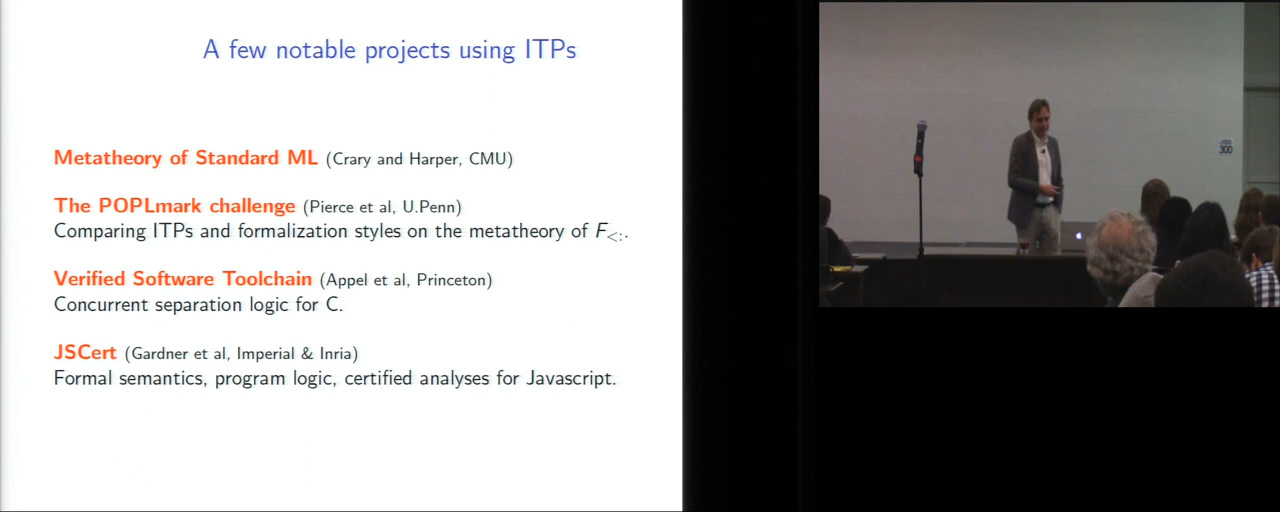 A few notable projects using ITPs
Metatheory of Standard ML (Crary and Harper, CMU)
The POPLmark challenge (Pierce et al, U.Penn)
Comparing ITPs and formalization styles on the metatheory of F<:.
Verified Software Toolchain (Appel et al, Princeton)
Concurrent separation logic for C.
JSCert (Gardner et al, Imperial & Inria)
Formal semantics, program logic, certified analyses for Javascript.
300